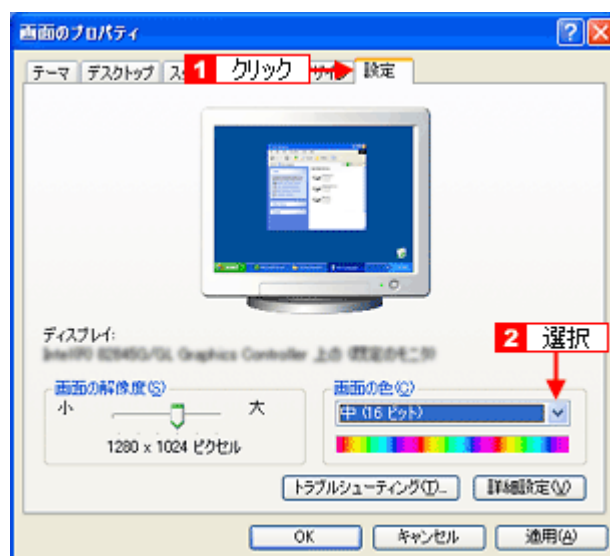 画面のプロパティ
テーマ デスクトップ 1 クリック 設定
ディスプレイ:
2 選択
画面の解像度(S)
小 大
1280 x 1024 ピクセル
画面の色(C)
中 (16 ビット)
トラブルシューティング(T)... 詳細設定(V)
OK キャンセル 適用(A)